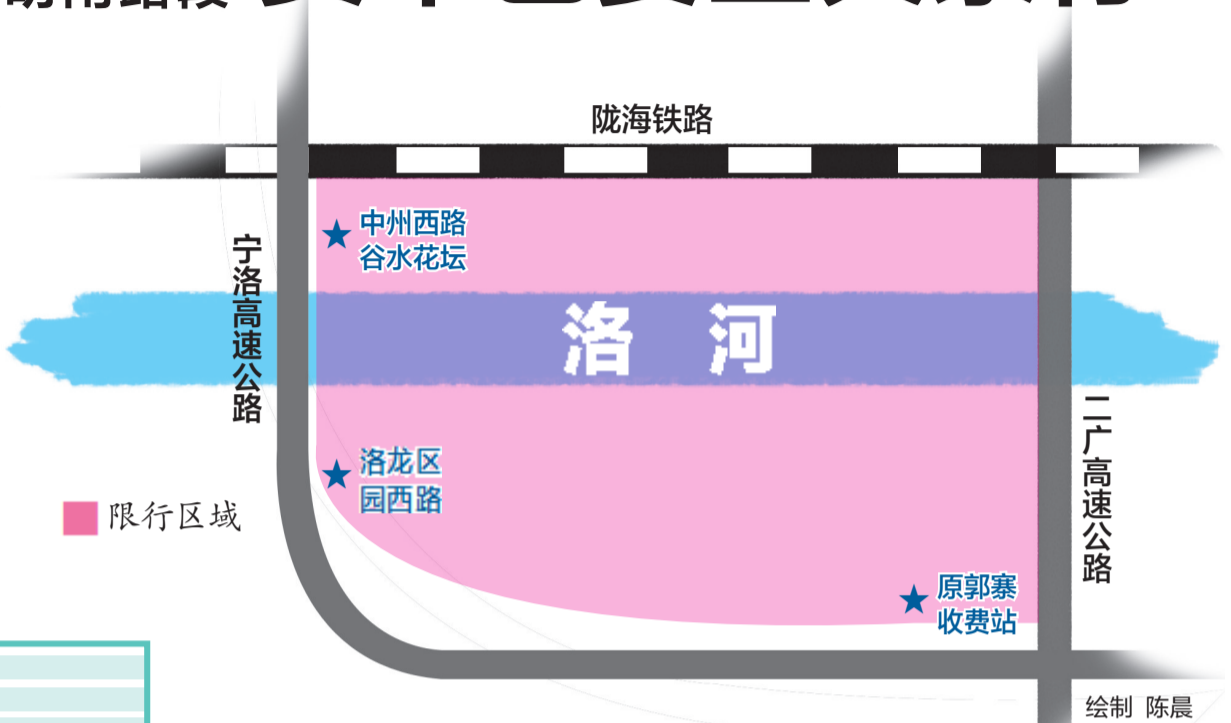 陇海铁路
中州西路
谷水花坛
宁洛高速公路
洛 河
二广高速公路
洛龙区
园西路
限行区域
原郭寨
收费站
绘制 陈晨